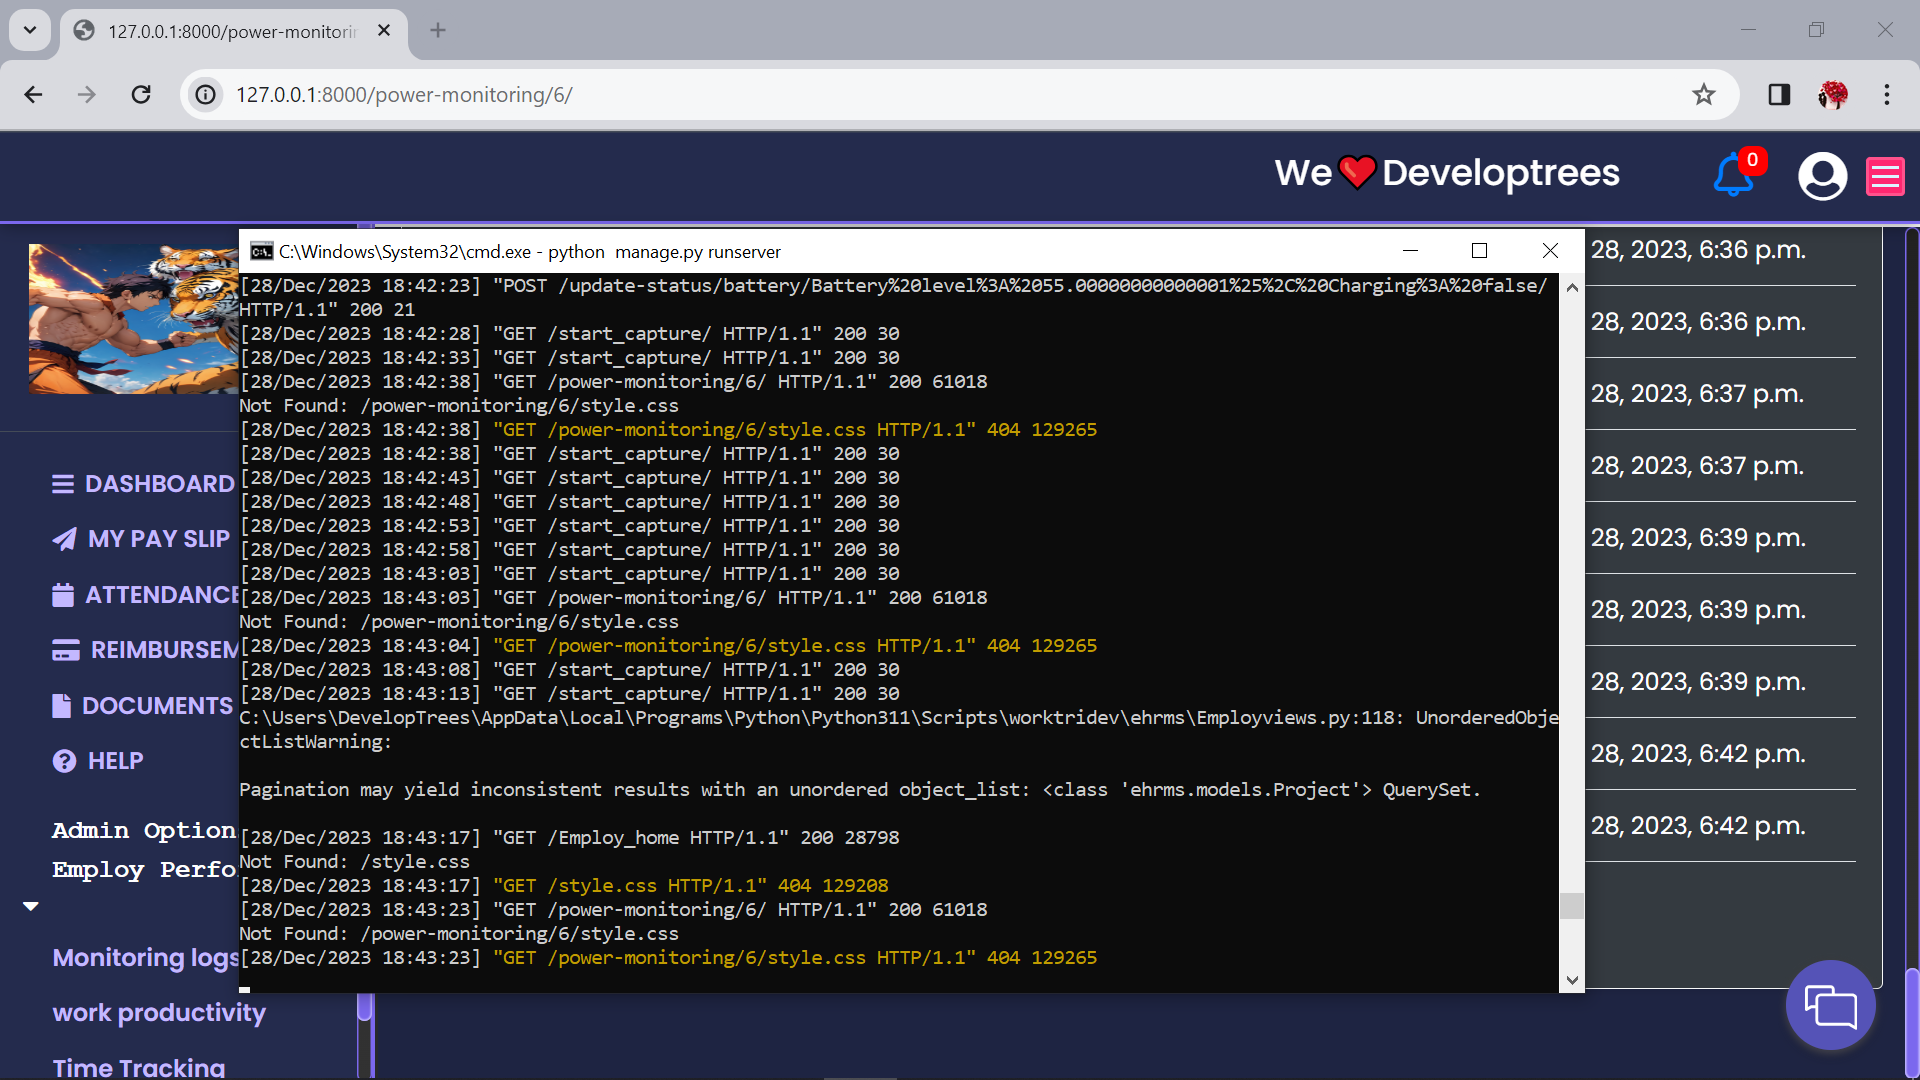 127.0.0.1:8000/power-monitorin
127.0.0.1:8000/power-monitoring/6/
We Developtrees
0
DASHBOARD
MY PAY SLIP
ATTENDANCE
REIMBURSEM
DOCUMENTS
HELP
Admin Option
Employ Perfo
Monitoring logs
work productivity
Time Tracking
C:\Windows\System32\cmd.exe - python  manage.py runserver
[28/Dec/2023 18:42:23] "POST /update-status/battery/Battery%20level%3A%2055.00000000000001%25%2C%20Charging%3A%20false/
HTTP/1.1" 200 21
[28/Dec/2023 18:42:28] "GET /start_capture/ HTTP/1.1" 200 30
[28/Dec/2023 18:42:33] "GET /start_capture/ HTTP/1.1" 200 30
[28/Dec/2023 18:42:38] "GET /power-monitoring/6/ HTTP/1.1" 200 61018
Not Found: /power-monitoring/6/style.css
[28/Dec/2023 18:42:38] "GET /power-monitoring/6/style.css HTTP/1.1" 404 129265
[28/Dec/2023 18:42:38] "GET /start_capture/ HTTP/1.1" 200 30
[28/Dec/2023 18:42:43] "GET /start_capture/ HTTP/1.1" 200 30
[28/Dec/2023 18:42:48] "GET /start_capture/ HTTP/1.1" 200 30
[28/Dec/2023 18:42:53] "GET /start_capture/ HTTP/1.1" 200 30
[28/Dec/2023 18:42:58] "GET /start_capture/ HTTP/1.1" 200 30
[28/Dec/2023 18:43:03] "GET /start_capture/ HTTP/1.1" 200 30
[28/Dec/2023 18:43:03] "GET /power-monitoring/6/ HTTP/1.1" 200 61018
Not Found: /power-monitoring/6/style.css
[28/Dec/2023 18:43:04] "GET /power-monitoring/6/style.css HTTP/1.1" 404 129265
[28/Dec/2023 18:43:08] "GET /start_capture/ HTTP/1.1" 200 30
[28/Dec/2023 18:43:13] "GET /start_capture/ HTTP/1.1" 200 30
C:\Users\DevelopTrees\AppData\Local\Programs\Python\Python311\Scripts\worktridev\ehrms\Employviews.py:118: UnorderedObje
ctListWarning:
Pagination may yield inconsistent results with an unordered object_list: <class 'ehrms.models.Project'> QuerySet.
[28/Dec/2023 18:43:17] "GET /Employ_home HTTP/1.1" 200 28798
Not Found: /style.css
[28/Dec/2023 18:43:17] "GET /style.css HTTP/1.1" 404 129208
[28/Dec/2023 18:43:23] "GET /power-monitoring/6/ HTTP/1.1" 200 61018
Not Found: /power-monitoring/6/style.css
[28/Dec/2023 18:43:23] "GET /power-monitoring/6/style.css HTTP/1.1" 404 129265
28, 2023, 6:36 p.m.
28, 2023, 6:36 p.m.
28, 2023, 6:37 p.m.
28, 2023, 6:37 p.m.
28, 2023, 6:39 p.m.
28, 2023, 6:39 p.m.
28, 2023, 6:39 p.m.
28, 2023, 6:42 p.m.
28, 2023, 6:42 p.m.